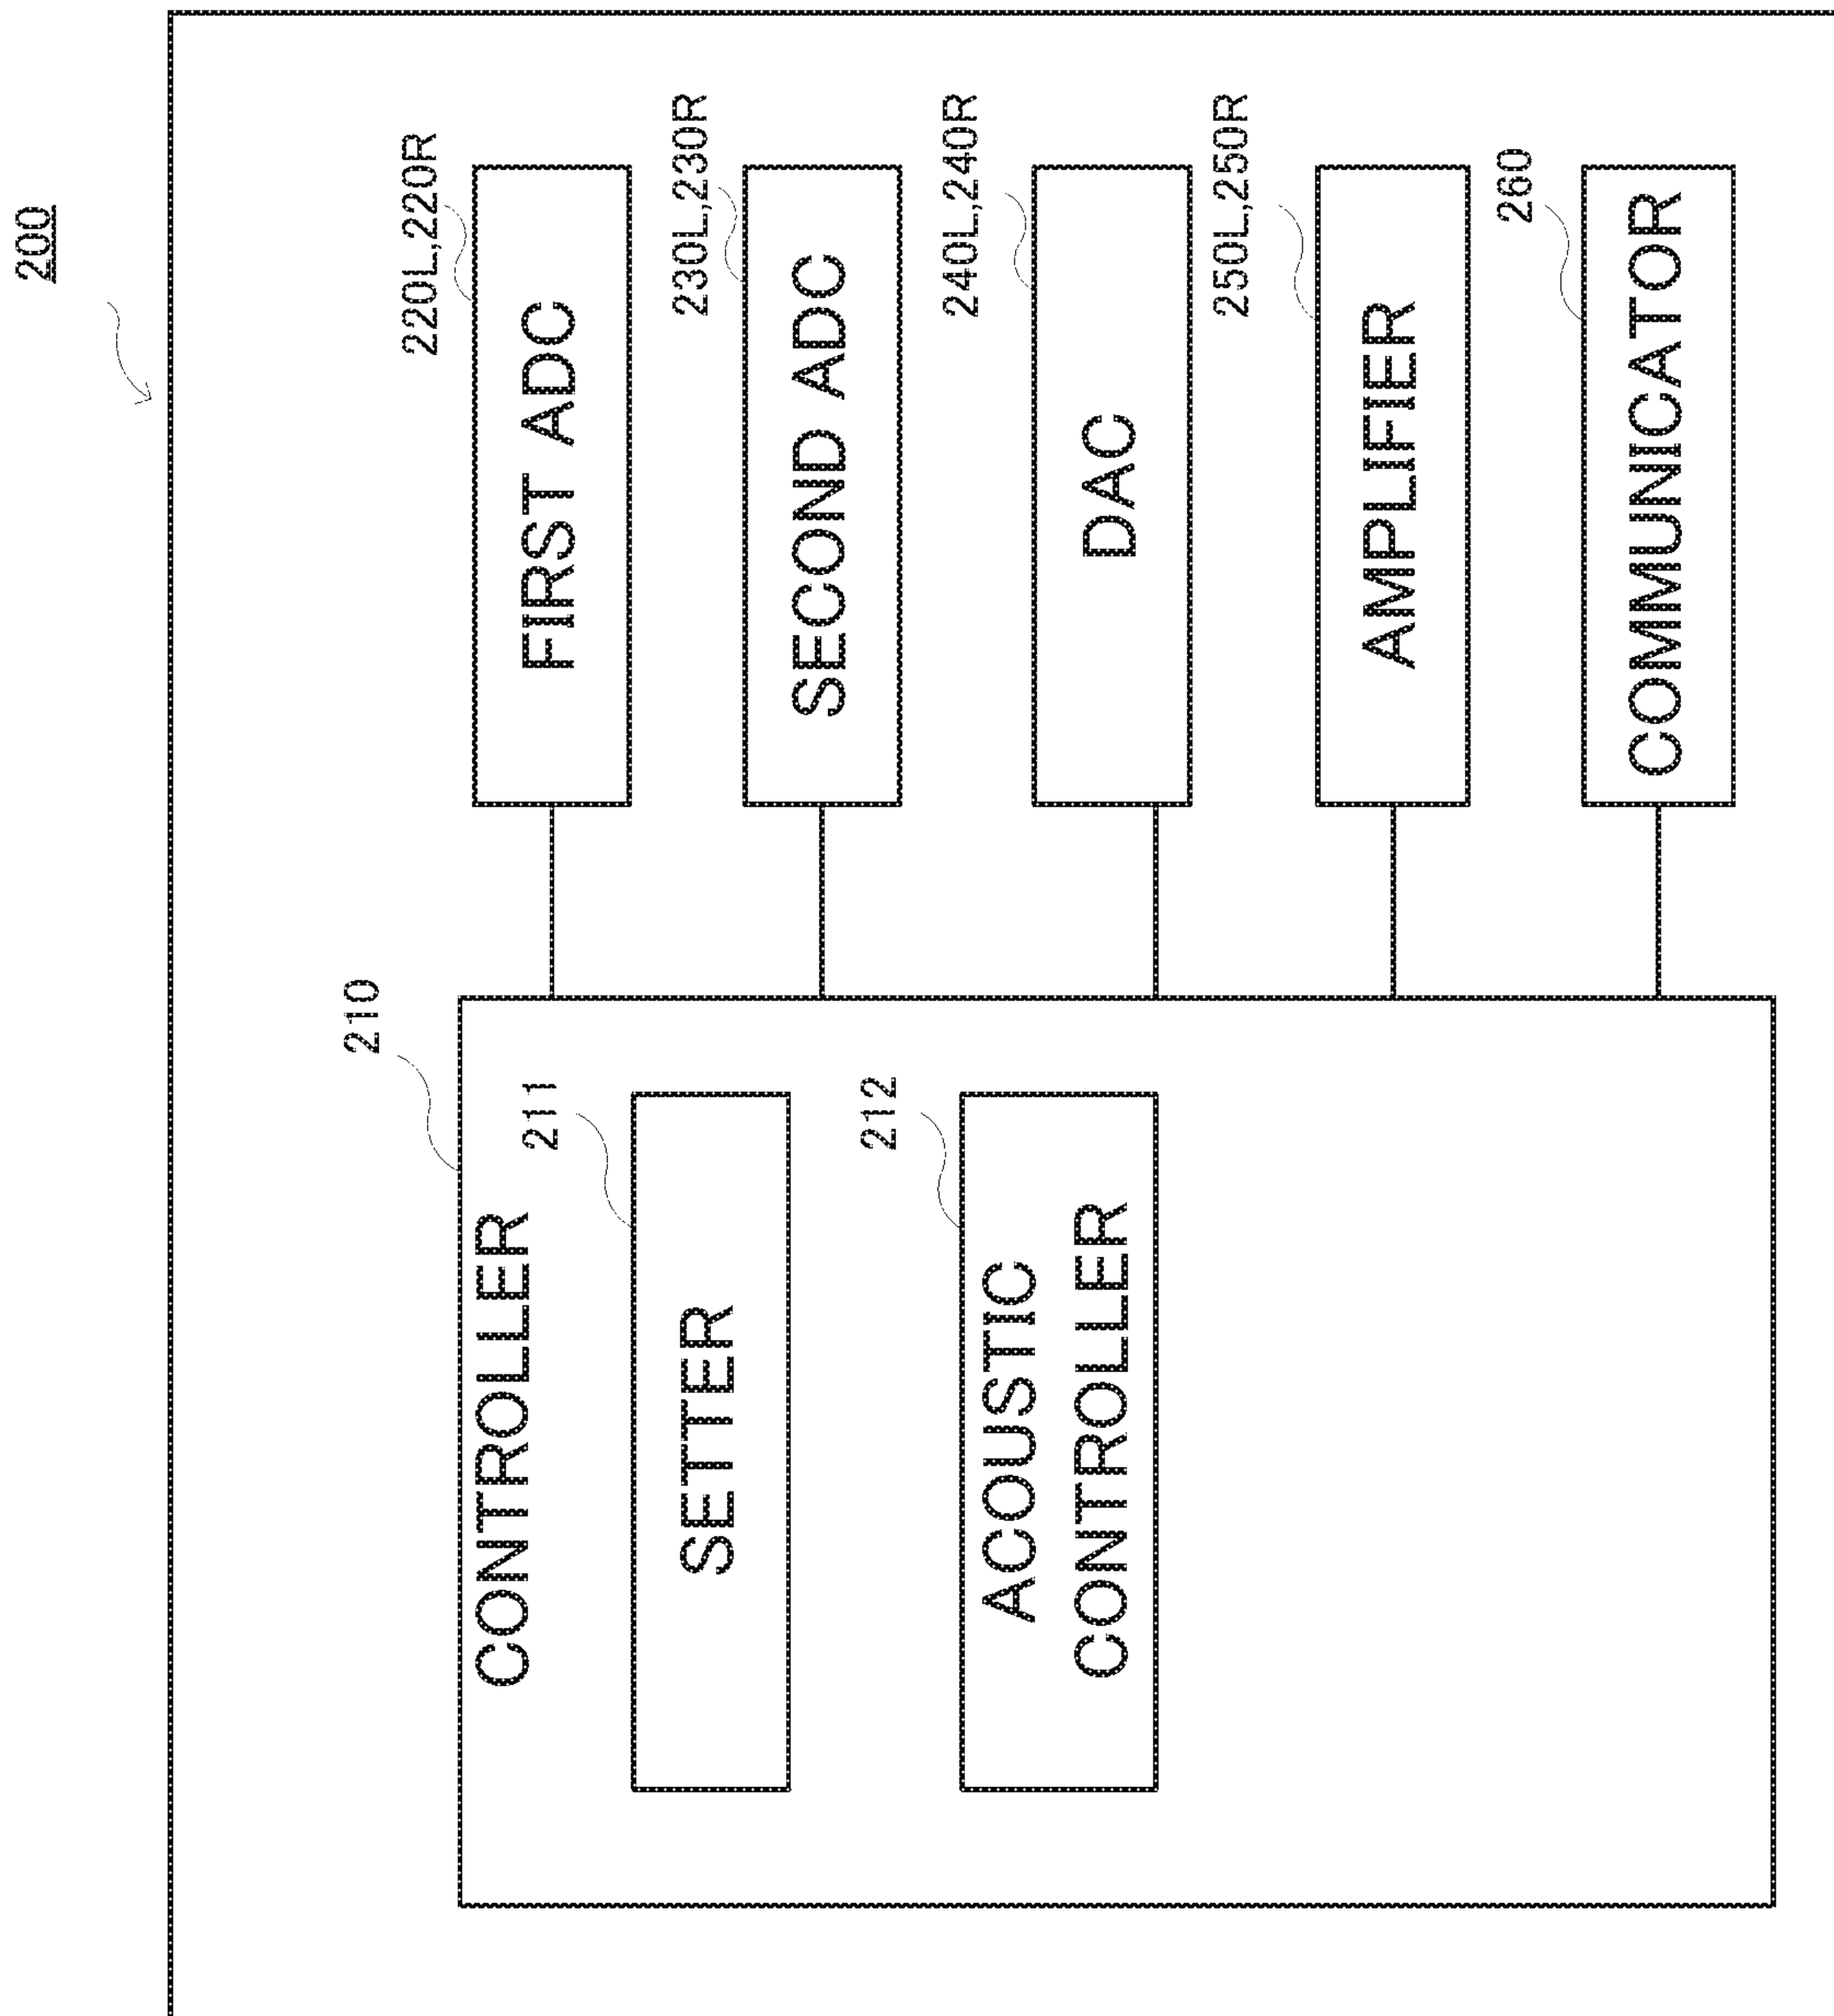 200
210
CONTROLLER
211
SETTER
212
ACOUSTIC
CONTROLLER
220L,220R
FIRST ADC
230L,230R
SECOND ADC
240L,240R
DAC
250L,250R
AMPLIFIER
260
COMMUNICATOR